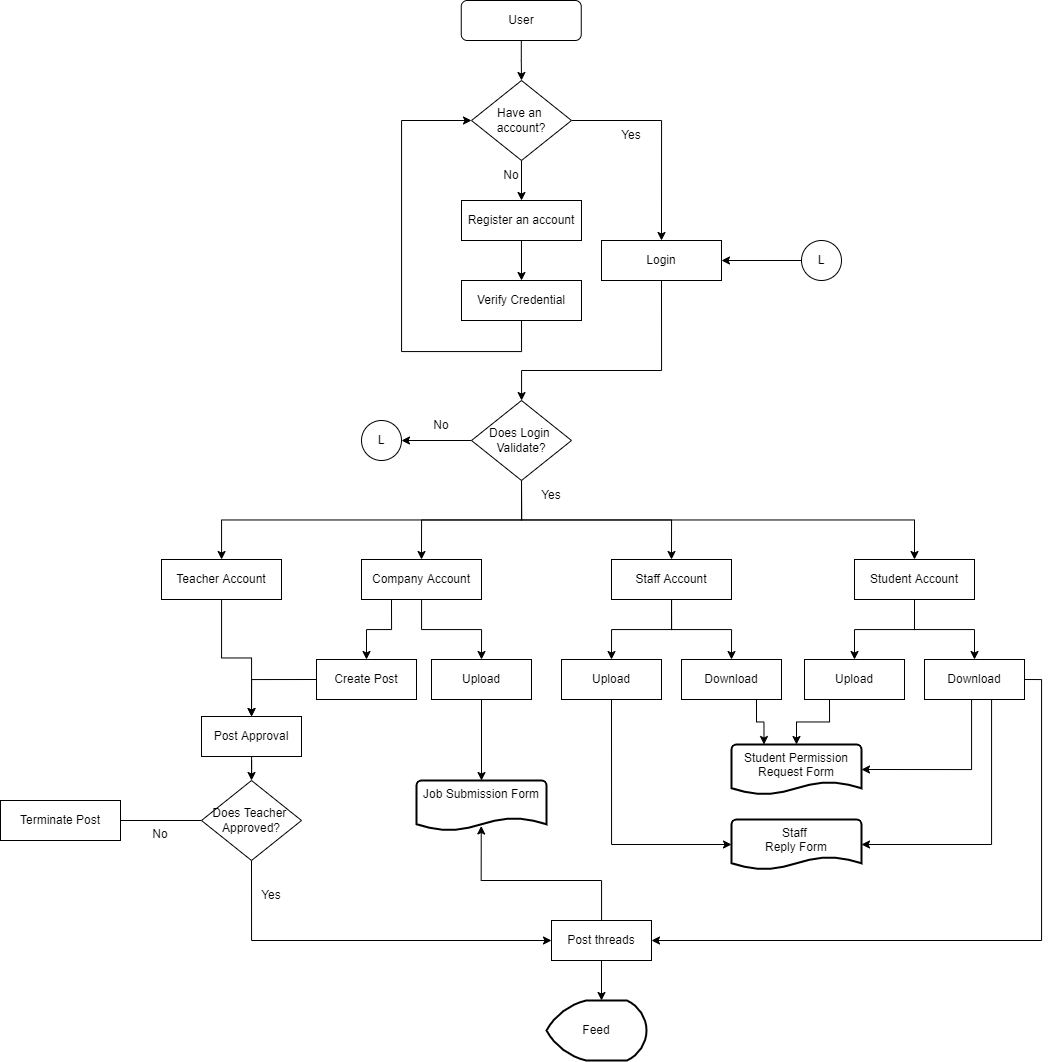 User
Have an
account?
Yes
No
Register an account
Login
L
Verify Credential
No
L
Does Login
Validate?
Yes
Teacher Account
Company Account
Staff Account
Student Account
Create Post
Upload
Upload
Download
Upload
Download
Post Approval
Student Permission
Request Form
Job Submission Form
Does Teacher
Approved?
Terminate Post
No
Staff
Reply Form
Yes
Post threads
Feed